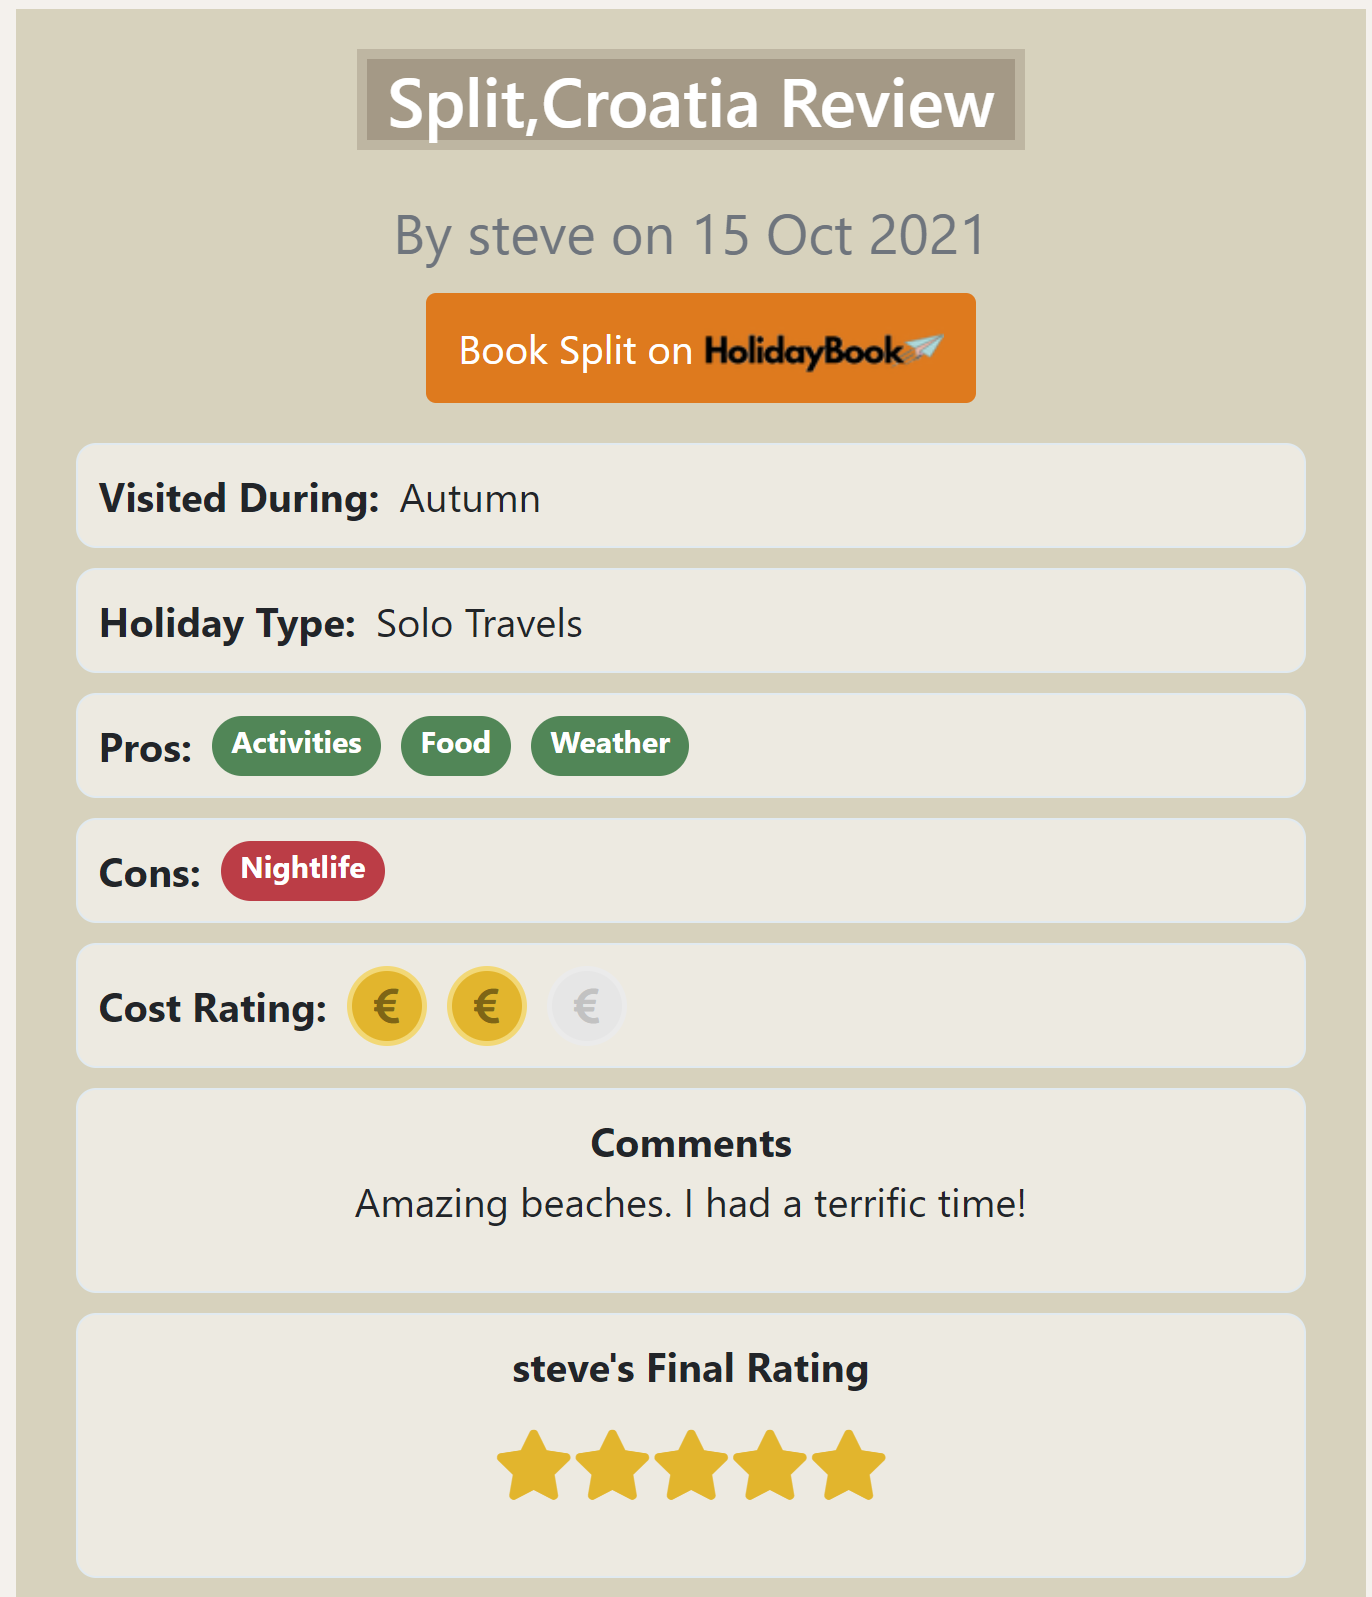 Split,Croatia Review
By steve on 15 Oct 2021
Book Split on HolidayBook
Visited During: Autumn
Holiday Type: Solo Travels
Pros: Activities Food Weather
Cons: Nightlife
Cost Rating: € € €
Comments
Amazing beaches. I had a terrific time!
steve's Final Rating